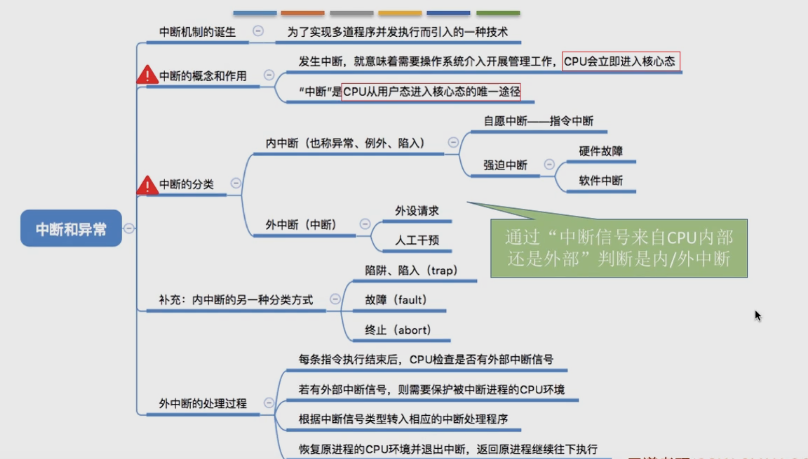 中断和异常
中断机制的诞生
为了实现多道程序并发执行而引入的一种技术
中断的概念和作用
发生中断，就意味着需要操作系统介入开展管理工作，CPU会立即进入核心态
“中断”是CPU从用户态进入核心态的唯一途径
中断的分类
内中断（也称异常、例外、陷入）
自愿中断——指令中断
强迫中断
硬件故障
软件中断
外中断（中断）
外设请求
人工干预
通过“中断信号来自CPU内部
还是外部”判断是内/外中断
补充：内中断的另一种分类方式
陷阱、陷入（trap）
故障（fault）
终止（abort）
外中断的处理过程
每条指令执行结束后，CPU检查是否有外部中断信号
若有外部中断信号，则需要保护被中断进程的CPU环境
根据中断信号类型转入相应的中断处理程序
恢复原进程的CPU环境并退出中断，返回原进程继续往下执行